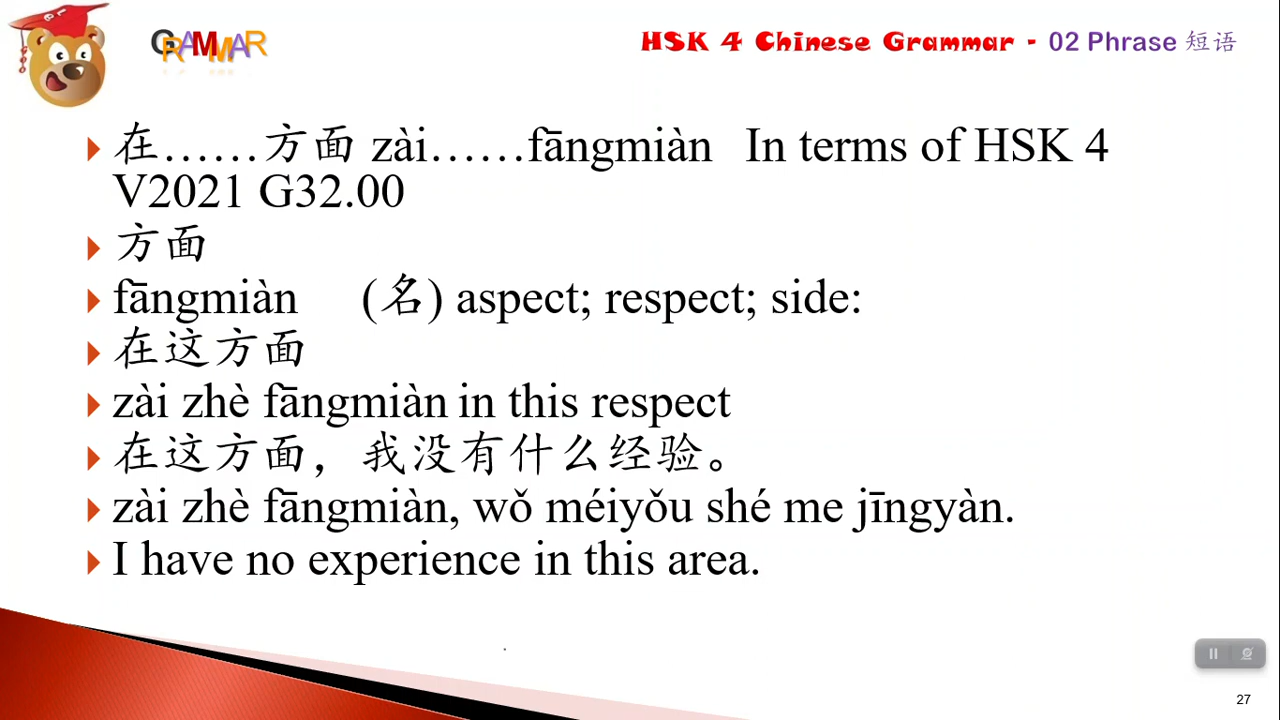 GRAMMAR
HSK 4 Chinese Grammar - 02 Phrase 短语
在……方面 zài……fāngmiàn In terms of HSK 4
V2021 G32.00
方面
fāngmiàn (名) aspect; respect; side:
在这方面
zài zhè fāngmiàn in this respect
在这方面，我没有什么经验。
zài zhè fāngmiàn, wǒ méiyǒu shé me jīngyàn.
I have no experience in this area.
27